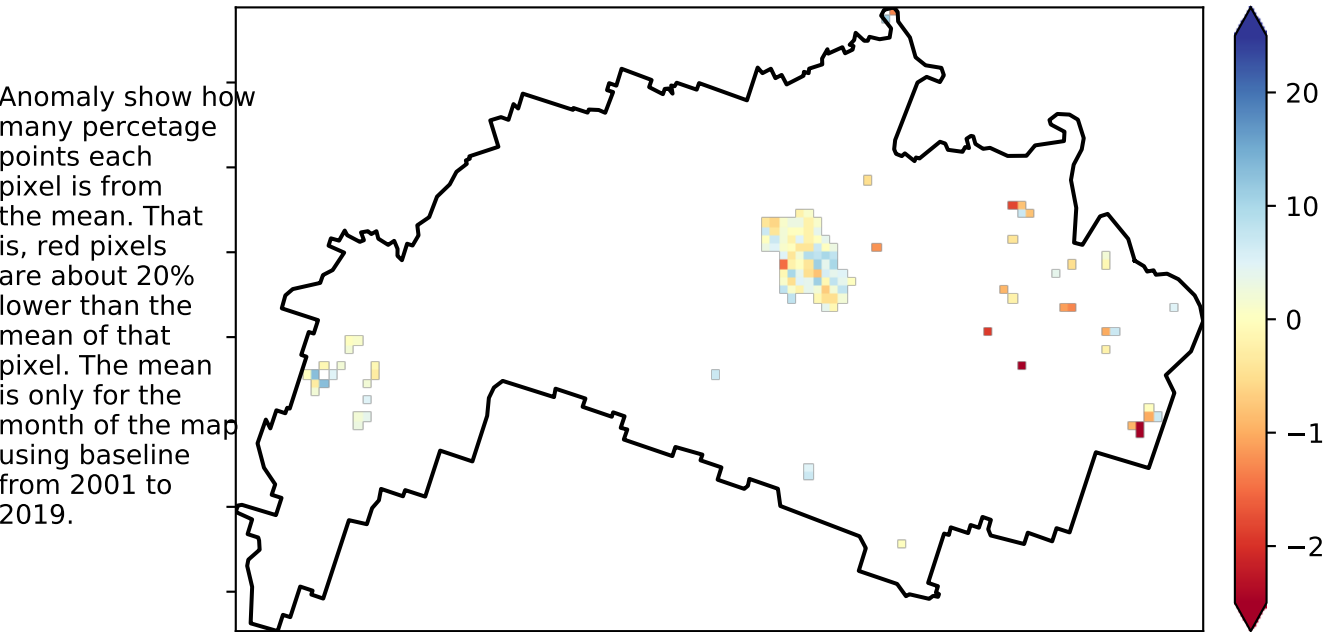 Anomaly show how
many percetage
points each
pixel is from
the mean. That
is, red pixels
are about 20%
lower than the
mean of that
pixel. The mean
is only for the
month of the map
using baseline
from 2001 to
2019.
20
10
0
−1
−2